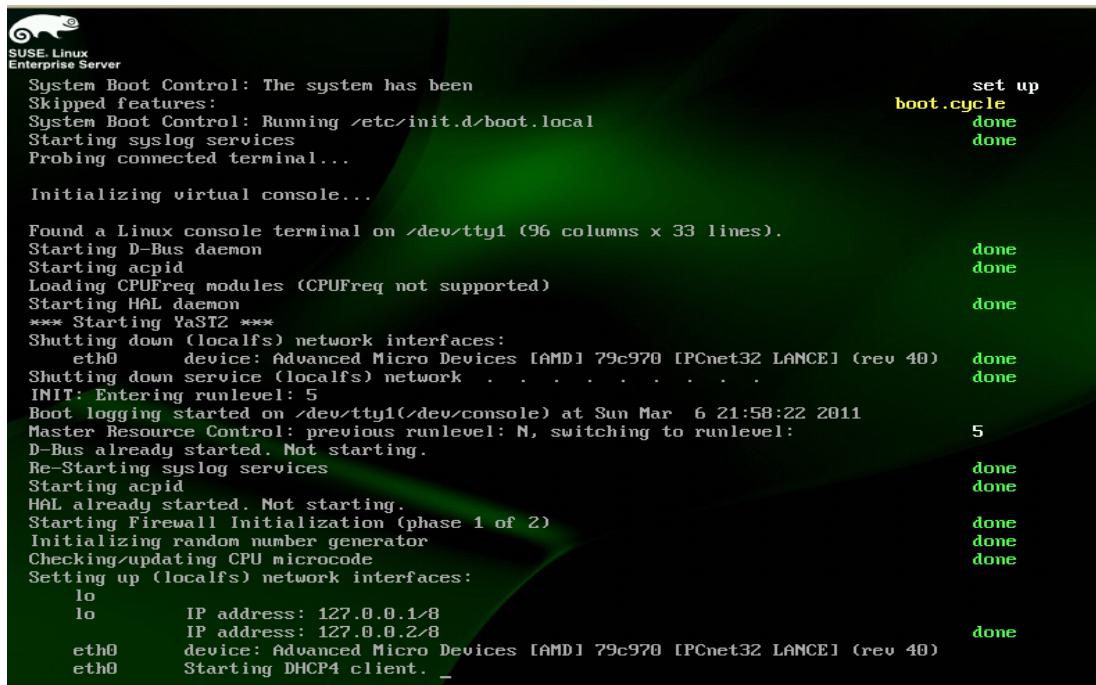 SUSE. Linux
Enterprise Server
System Boot Control: The system has been set up
Skipped features: boot.cycle
System Boot Control: Running /etc/init.d/boot.local done
Starting syslog services done
Probing connected terminal...
Initializing virtual console...
Found a Linux console terminal on /dev/tty1 (96 columns x 33 lines).
Starting D-Bus daemon done
Starting acpid done
Loading CPUFreq modules (CPUFreq not supported)
Starting HAL daemon done
*** Starting YaST2 ***
Shutting down (localfs) network interfaces:
eth0 device: Advanced Micro Devices [AMD] 79c970 [PCnet32 LANCE] (rev 40) done
Shutting down service (localfs) network . . . . . . . . . done
INIT: Entering runlevel: 5
Boot logging started on /dev/tty1(/dev/console) at Sun Mar 6 21:58:22 2011
Master Resource Control: previous runlevel: N, switching to runlevel: 5
D-Bus already started. Not starting.
Re-Starting syslog services done
Starting acpid done
HAL already started. Not starting.
Starting Firewall Initialization (phase 1 of 2) done
Initializing random number generator done
Checking/updating CPU microcode done
Setting up (localfs) network interfaces:
lo
lo IP address: 127.0.0.1/8
IP address: 127.0.0.2/8 done
eth0 device: Advanced Micro Devices [AMD] 79c970 [PCnet32 LANCE] (rev 40)
eth0 Starting DHCP4 client. _